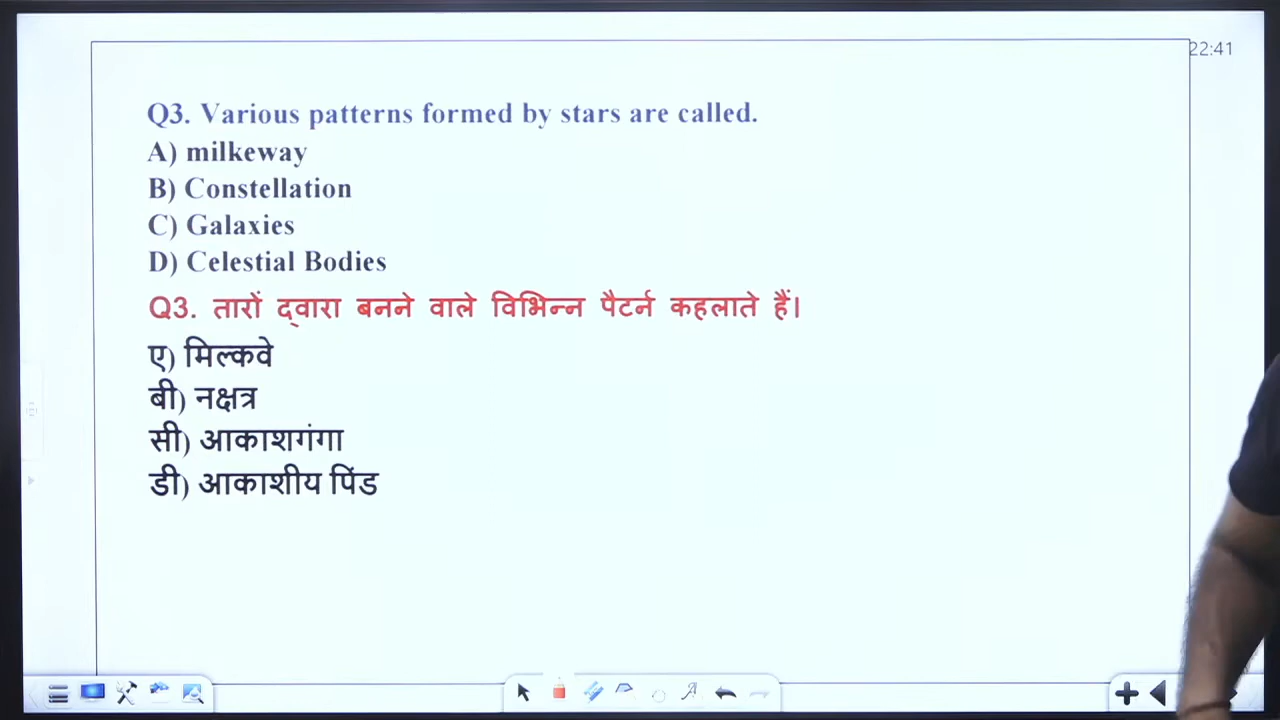 22:41
Q3. Various patterns formed by stars are called.
A) milkeway
B) Constellation
C) Galaxies
D) Celestial Bodies
Q3. तारों द्वारा बनने वाले विभिन्न पैटर्न कहलाते हैं।
ए) मिल्कवे
बी) नक्षत्र
सी) आकाशगंगा
डी) आकाशीय पिंड